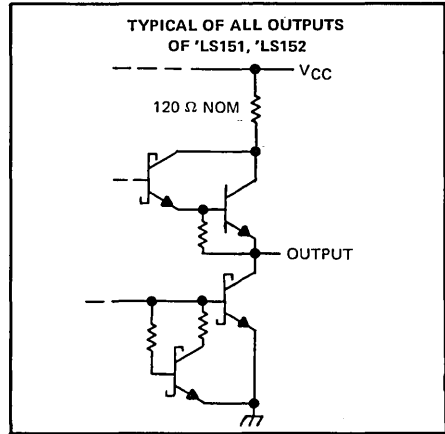 TYPICAL OF ALL OUTPUTS
OF 'LS151, 'LS152
VCC
120 Ω NOM
OUTPUT